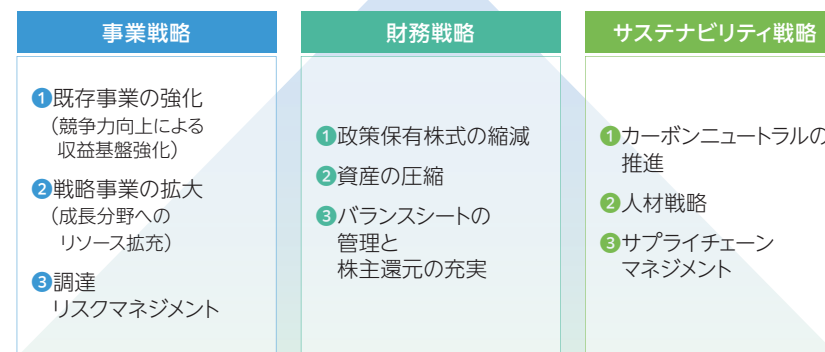 事業戦略
❶既存事業の強化
（競争力向上による
収益基盤強化）
❷戦略事業の拡大
（成長分野への
リソース拡充）
❸調達
リスクマネジメント
財務戦略
❶政策保有株式の縮減
❷資産の圧縮
❸バランスシートの
管理と
株主還元の充実
サステナビリティ戦略
❶カーボンニュートラルの
推進
❷人材戦略
❸サプライチェーン
マネジメント